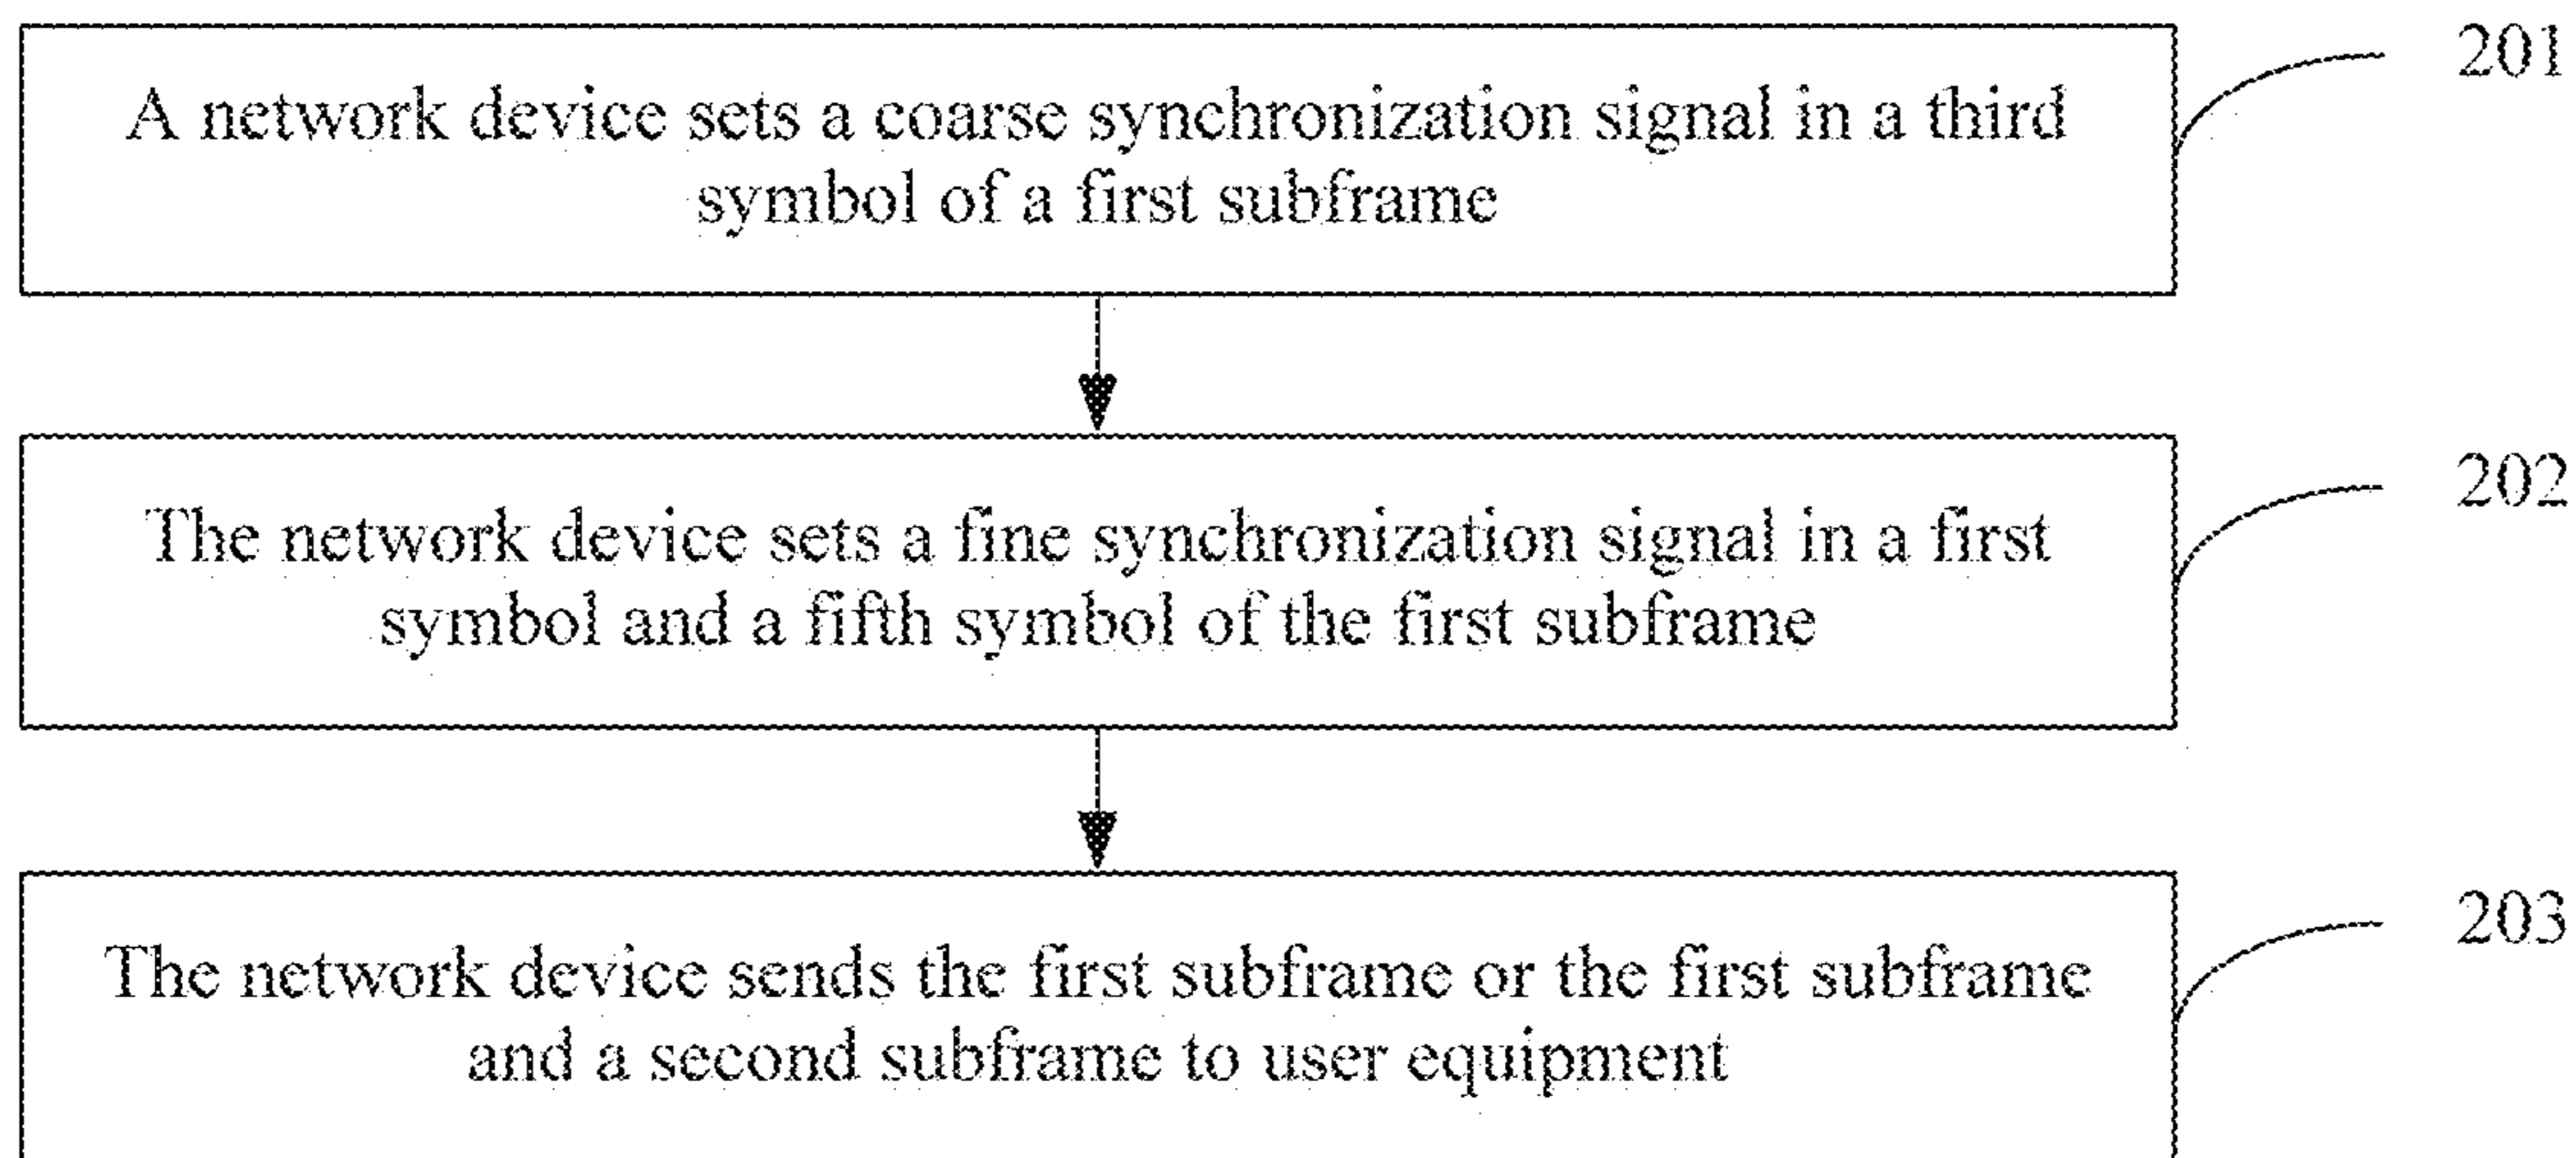 201
A network device sets a coarse synchronization signal in a third
symbol of a first subframe
202
The network device sets a fine synchronization signal in a first
symbol and a fifth symbol of the first subframe
203
The network device sends the first subframe or the first subframe
and a second subframe to user equipment